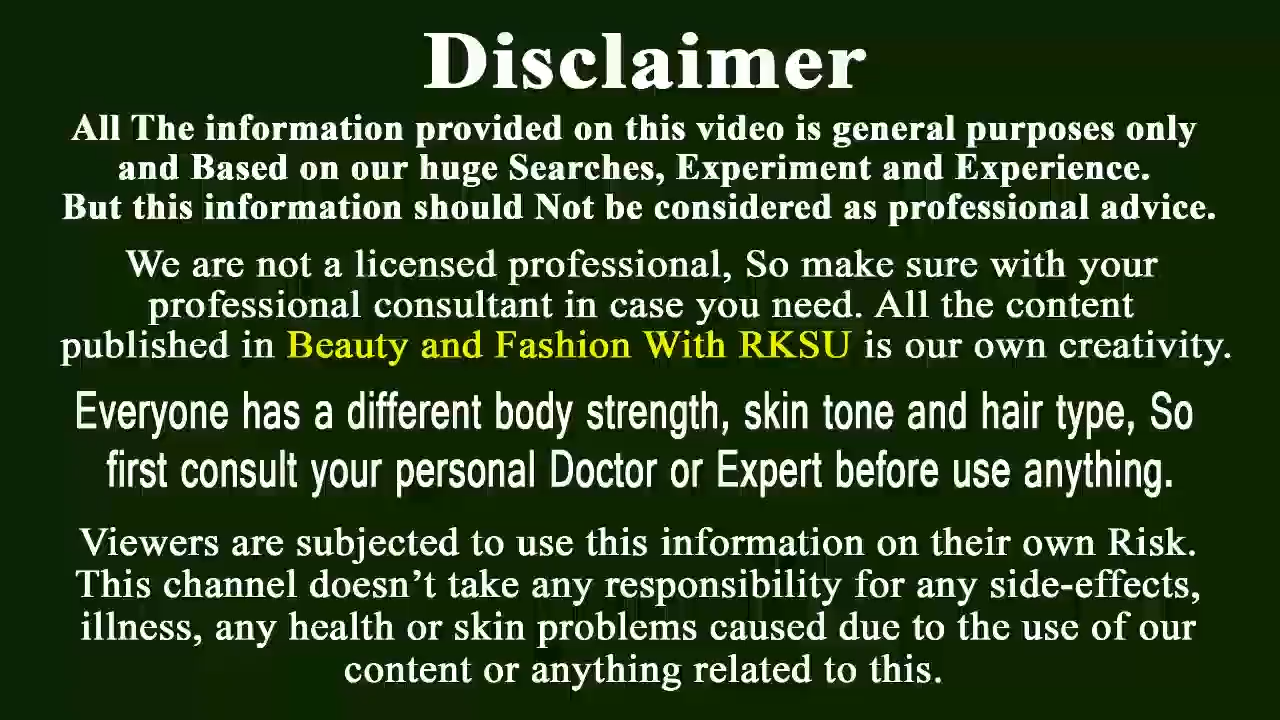 Disclaimer
All The information provided on this video is general purposes only
and Based on our huge Searches, Experiment and Experience.
But this information should Not be considered as professional advice.
We are not a licensed professional, So make sure with your
professional consultant in case you need. All the content
published in Beauty and Fashion With RKSU is our own creativity.
Everyone has a different body strength, skin tone and hair type, So
first consult your personal Doctor or Expert before use anything.
Viewers are subjected to use this information on their own Risk.
This channel doesn’t take any responsibility for any side-effects,
illness, any health or skin problems caused due to the use of our
content or anything related to this.